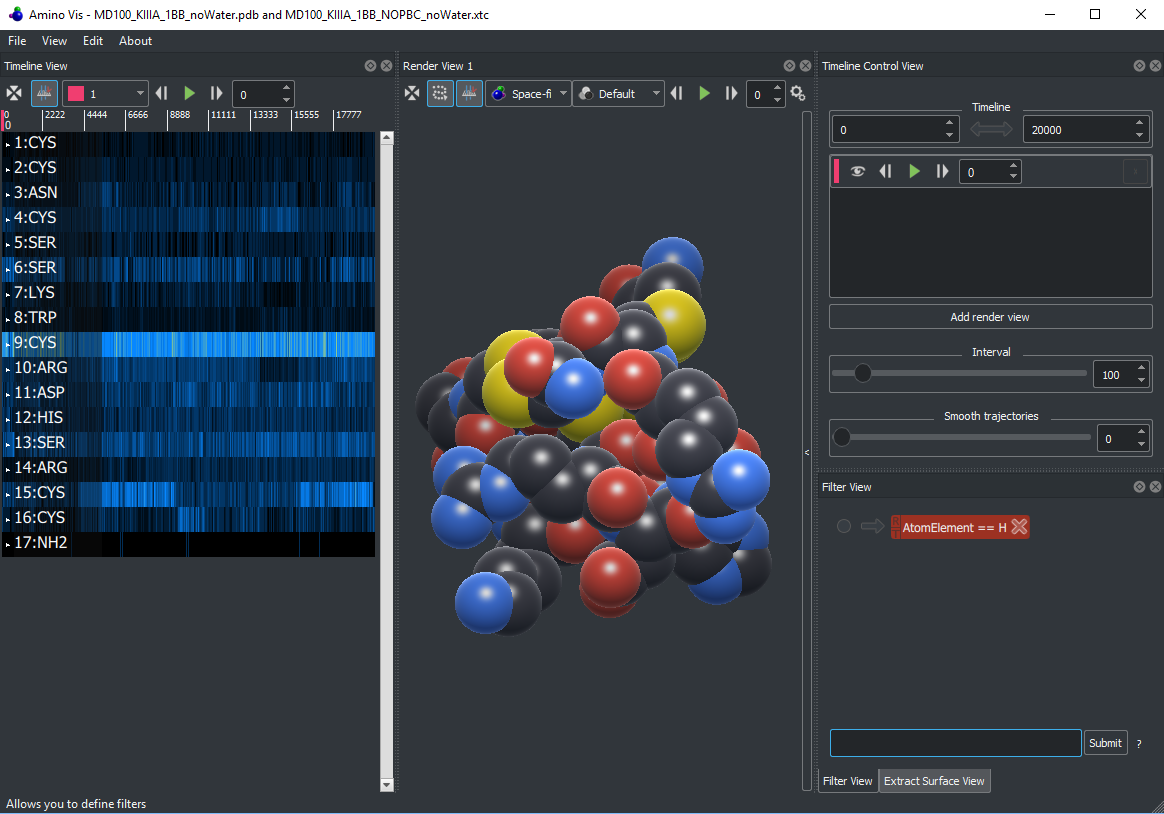 Amino Vis - MD100_KIIIA_1BB_noWater.pdb and MD100_KIIIA_1BB_NOPBC_noWater.xtc
File View Edit About
Timeline View
1
0
0 2222 4444 6666 8888 11111 13333 15555 17777
0
1:CYS
2:CYS
3:ASN
4:CYS
5:SER
6:SER
7:LYS
8:TRP
9:CYS
10:ARG
11:ASP
12:HIS
13:SER
14:ARG
15:CYS
16:CYS
17:NH2
Render View 1
Space-fi
Default
0
<
Timeline Control View
Timeline
0
20000
0
Add render view
Interval
100
Smooth trajectories
0
Filter View
AtomElement == H
Submit
?
Filter View
Extract Surface View
Allows you to define filters